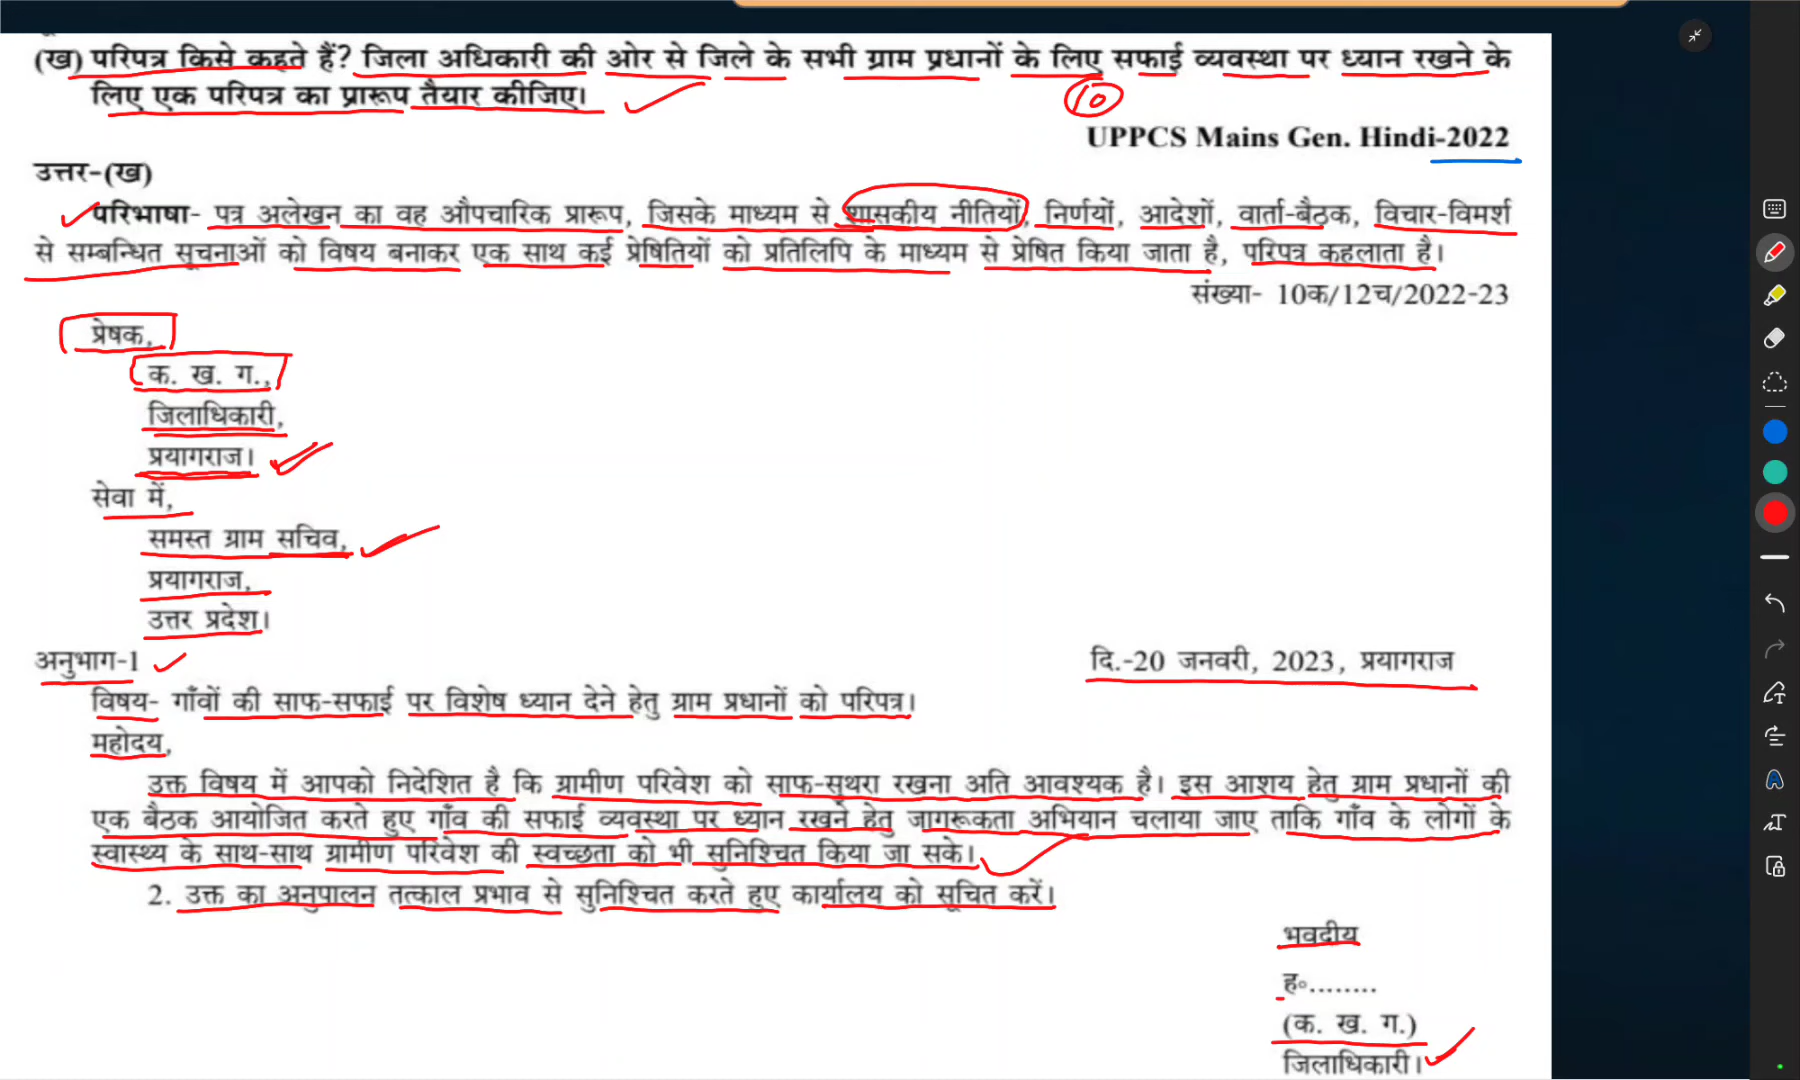 (ख) परिपत्र किसे कहते हैं? जिला अधिकारी की ओर से जिले के सभी ग्राम प्रधानों के लिए सफाई व्यवस्था पर ध्यान रखने के
लिए एक परिपत्र का प्रारूप तैयार कीजिए।
10
UPPCS Mains Gen. Hindi-2022
उत्तर-(ख)
परिभाषा- पत्र अलेखन का वह औपचारिक प्रारूप, जिसके माध्यम से शासकीय नीतियों, निर्णयों, आदेशों, वार्ता-बैठक, विचार-विमर्श
से सम्बन्धित सूचनाओं को विषय बनाकर एक साथ कई प्रेषितियों को प्रतिलिपि के माध्यम से प्रेषित किया जाता है, परिपत्र कहलाता है।
संख्या- 10क/12च/2022-23
प्रेषक,
क. ख. ग.,
जिलाधिकारी,
प्रयागराज।
सेवा में,
समस्त ग्राम सचिव,
प्रयागराज,
उत्तर प्रदेश।
अनुभाग-1
दि.-20 जनवरी, 2023, प्रयागराज
विषय- गाँवों की साफ-सफाई पर विशेष ध्यान देने हेतु ग्राम प्रधानों को परिपत्र।
महोदय,
उक्त विषय में आपको निदेशित है कि ग्रामीण परिवेश को साफ-सुथरा रखना अति आवश्यक है। इस आशय हेतु ग्राम प्रधानों की
एक बैठक आयोजित करते हुए गाँव की सफाई व्यवस्था पर ध्यान रखने हेतु जागरूकता अभियान चलाया जाए ताकि गाँव के लोगों के
स्वास्थ्य के साथ-साथ ग्रामीण परिवेश की स्वच्छता को भी सुनिश्चित किया जा सके।
2. उक्त का अनुपालन तत्काल प्रभाव से सुनिश्चित करते हुए कार्यालय को सूचित करें।
भवदीय
ह०........
(क. ख. ग.)
जिलाधिकारी।